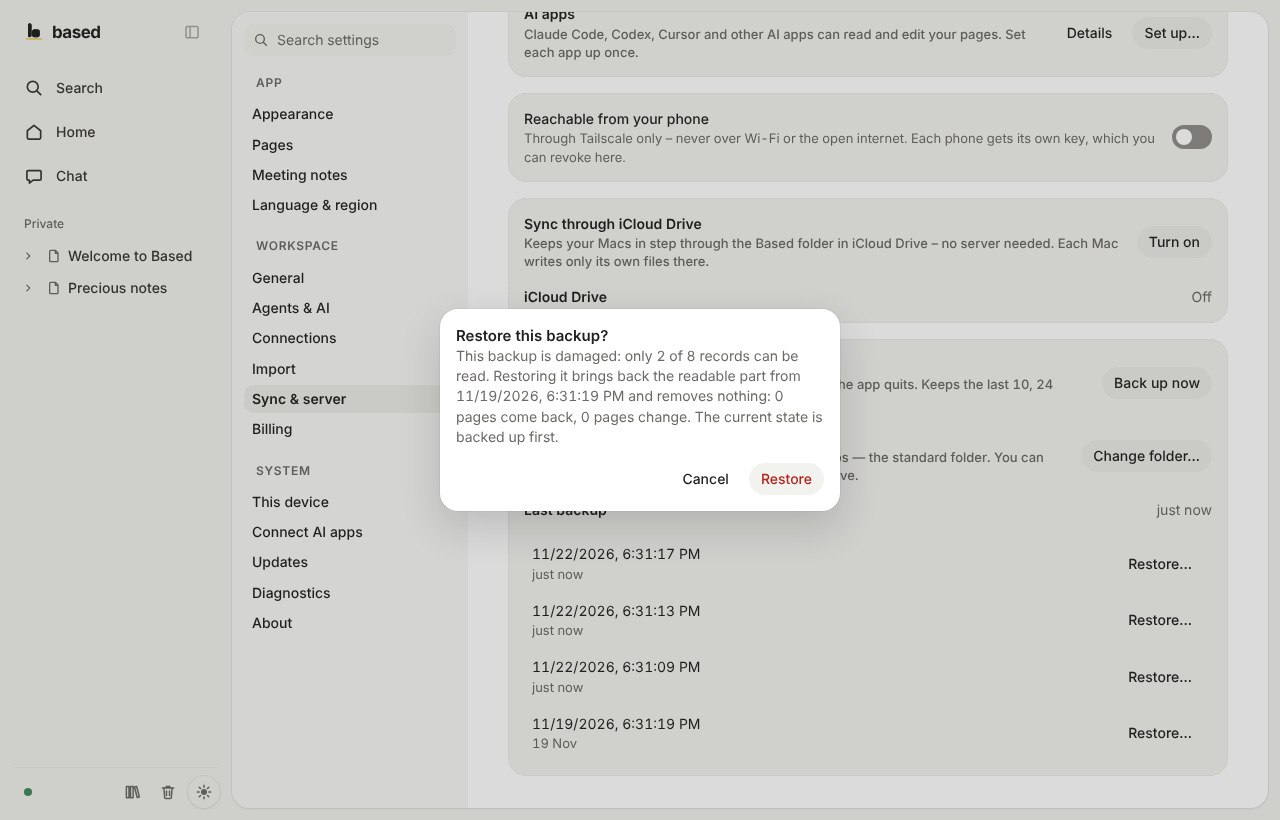 based
Search
Home
Chat
Private
Welcome to Based
Precious notes
Search settings
APP
Appearance
Pages
Meeting notes
Language & region
WORKSPACE
General
Agents & AI
Connections
Import
Sync & server
Billing
SYSTEM
This device
Connect AI apps
Updates
Diagnostics
About
AI apps
Claude Code, Codex, Cursor and other AI apps can read and edit your pages. Set
each app up once.
Details
Set up...
Reachable from your phone
Through Tailscale only – never over Wi-Fi or the open internet. Each phone gets its own key, which you
can revoke here.
Sync through iCloud Drive
Keeps your Macs in step through the Based folder in iCloud Drive – no server needed. Each Mac
writes only its own files there.
Turn on
iCloud Drive
Off
Restore this backup?
This backup is damaged: only 2 of 8 records can be
read. Restoring it brings back the readable part from
11/19/2026, 6:31:19 PM and removes nothing: 0
pages come back, 0 pages change. The current state is
backed up first.
Cancel
Restore
the app quits. Keeps the last 10, 24
Back up now
— the standard folder. You can
Change folder...
Last backup
just now
11/22/2026, 6:31:17 PM
just now
Restore...
11/22/2026, 6:31:13 PM
just now
Restore...
11/22/2026, 6:31:09 PM
just now
Restore...
11/19/2026, 6:31:19 PM
19 Nov
Restore...